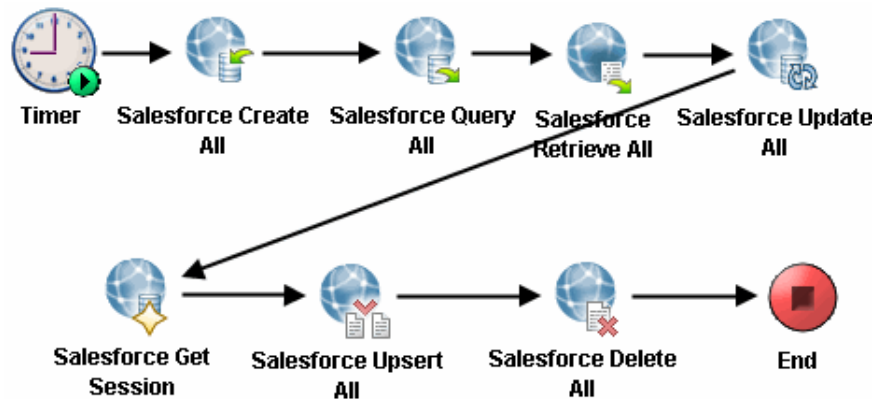 Timer
Salesforce Create
All
Salesforce Query
All
Salesforce
Retrieve All
Salesforce Update
All
Salesforce Get
Session
Salesforce Upsert
All
Salesforce Delete
All
End